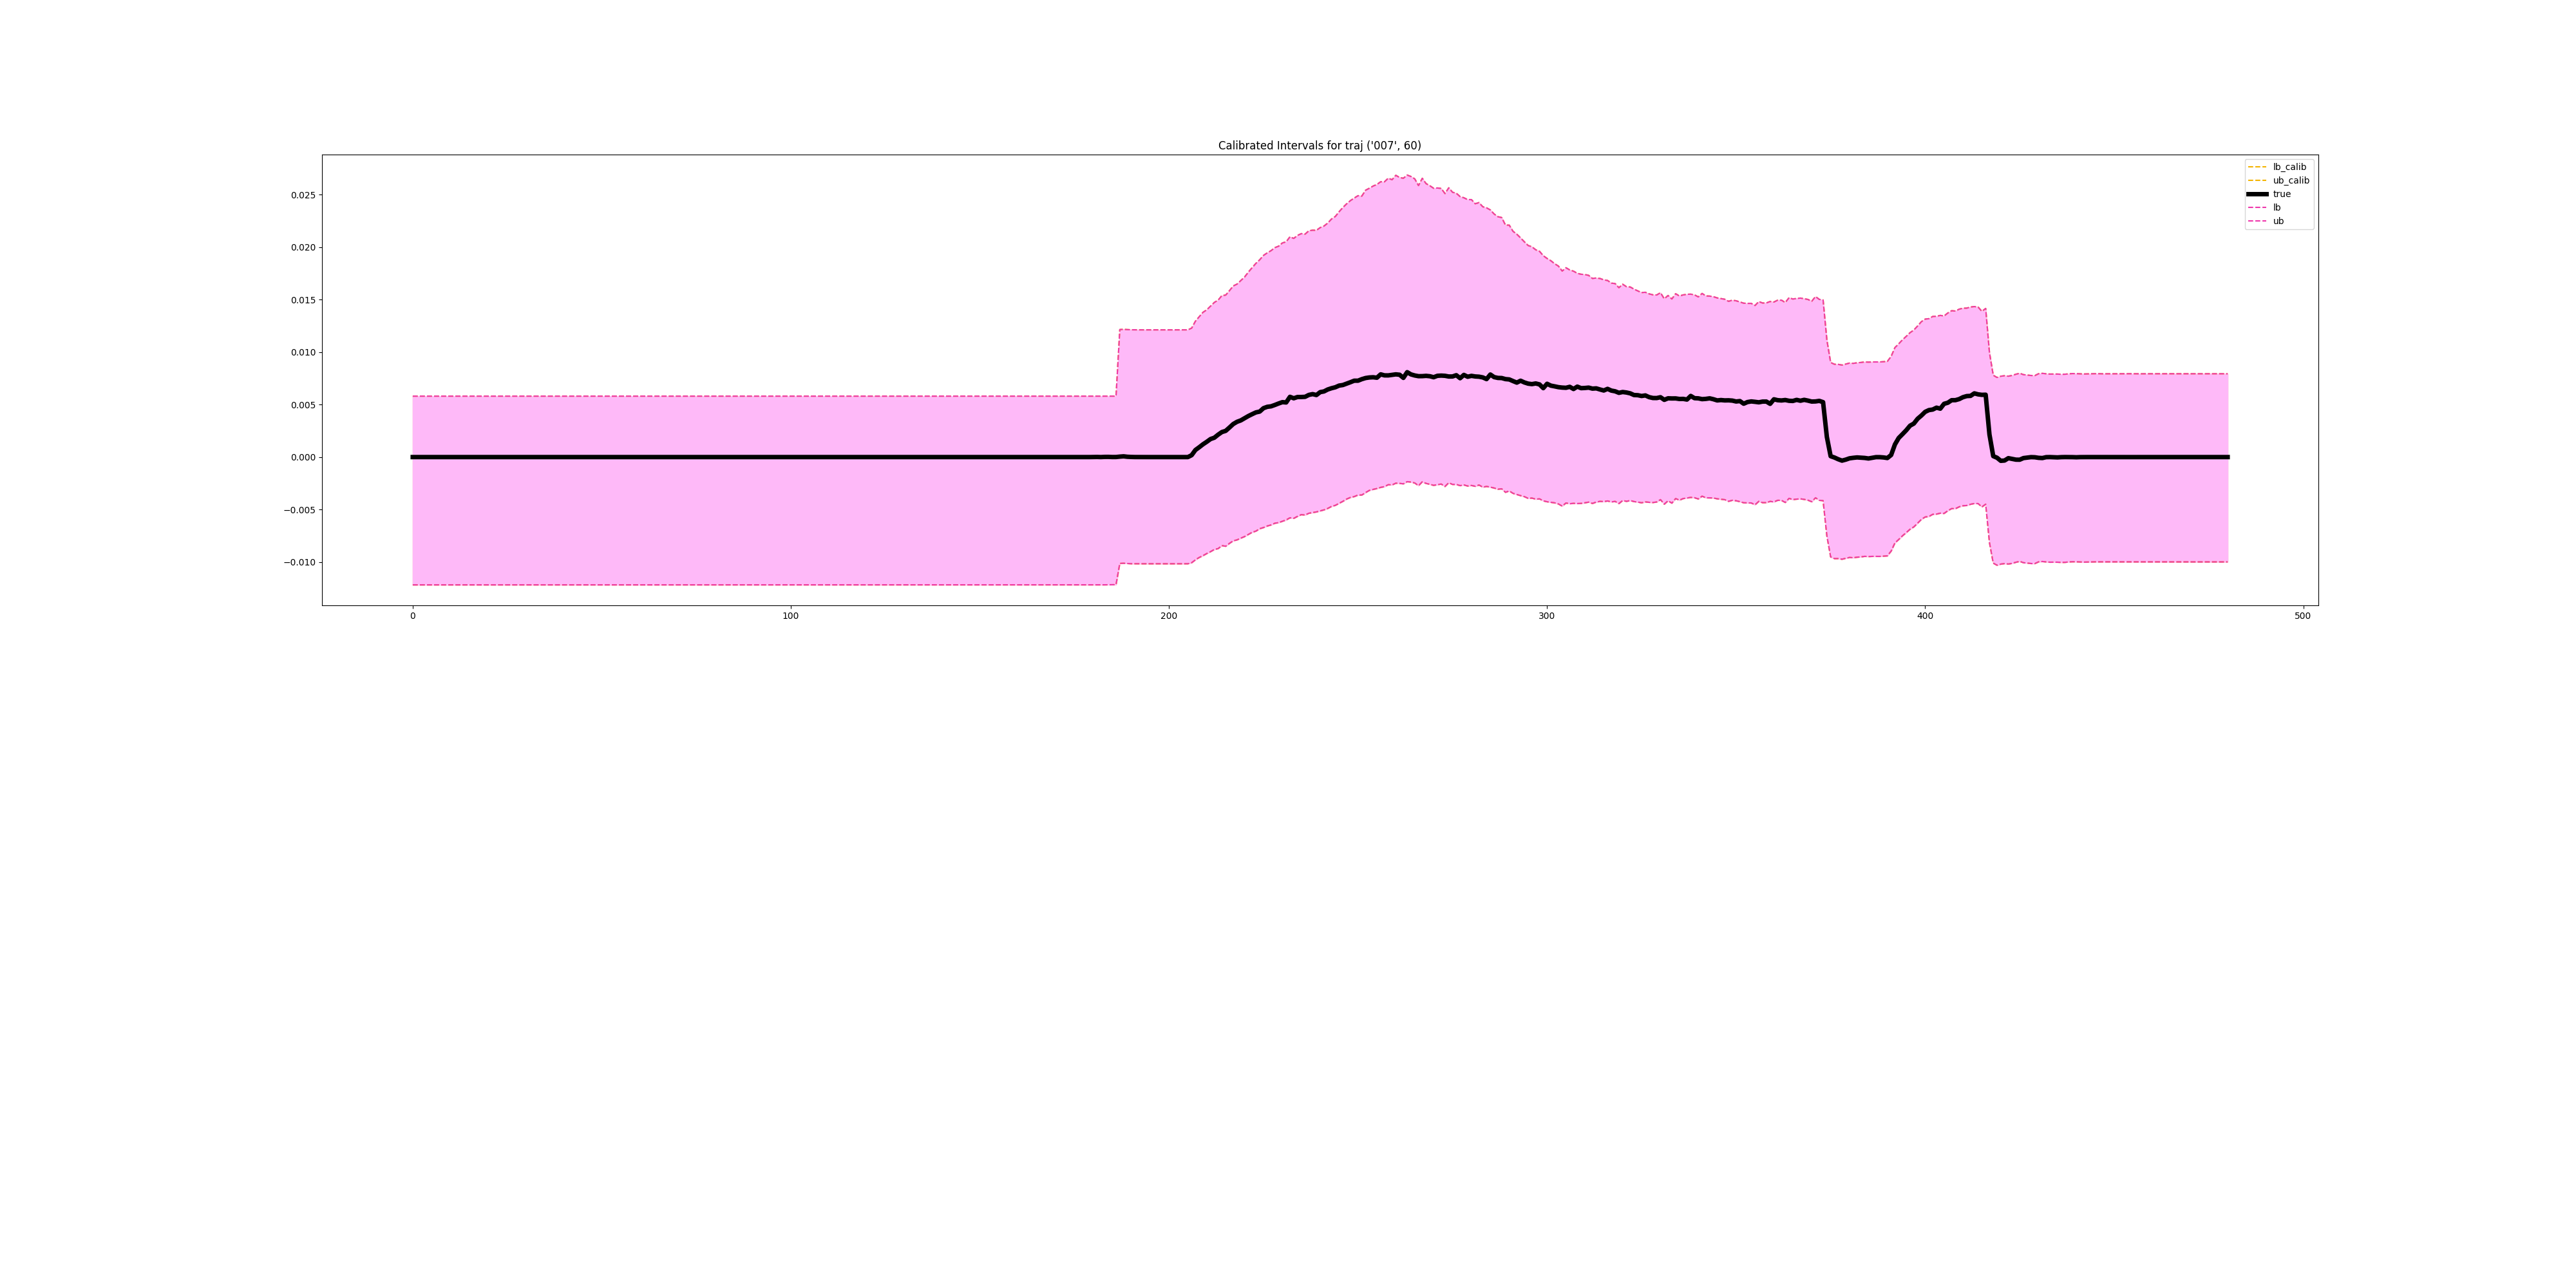 Calibrated Intervals for traj ('007', 60)
lb_calib
ub_calib
true
lb
ub
0.025
0.020
0.015
0.010
0.005
0.000
−0.005
−0.010
0 100 200 300 400 500